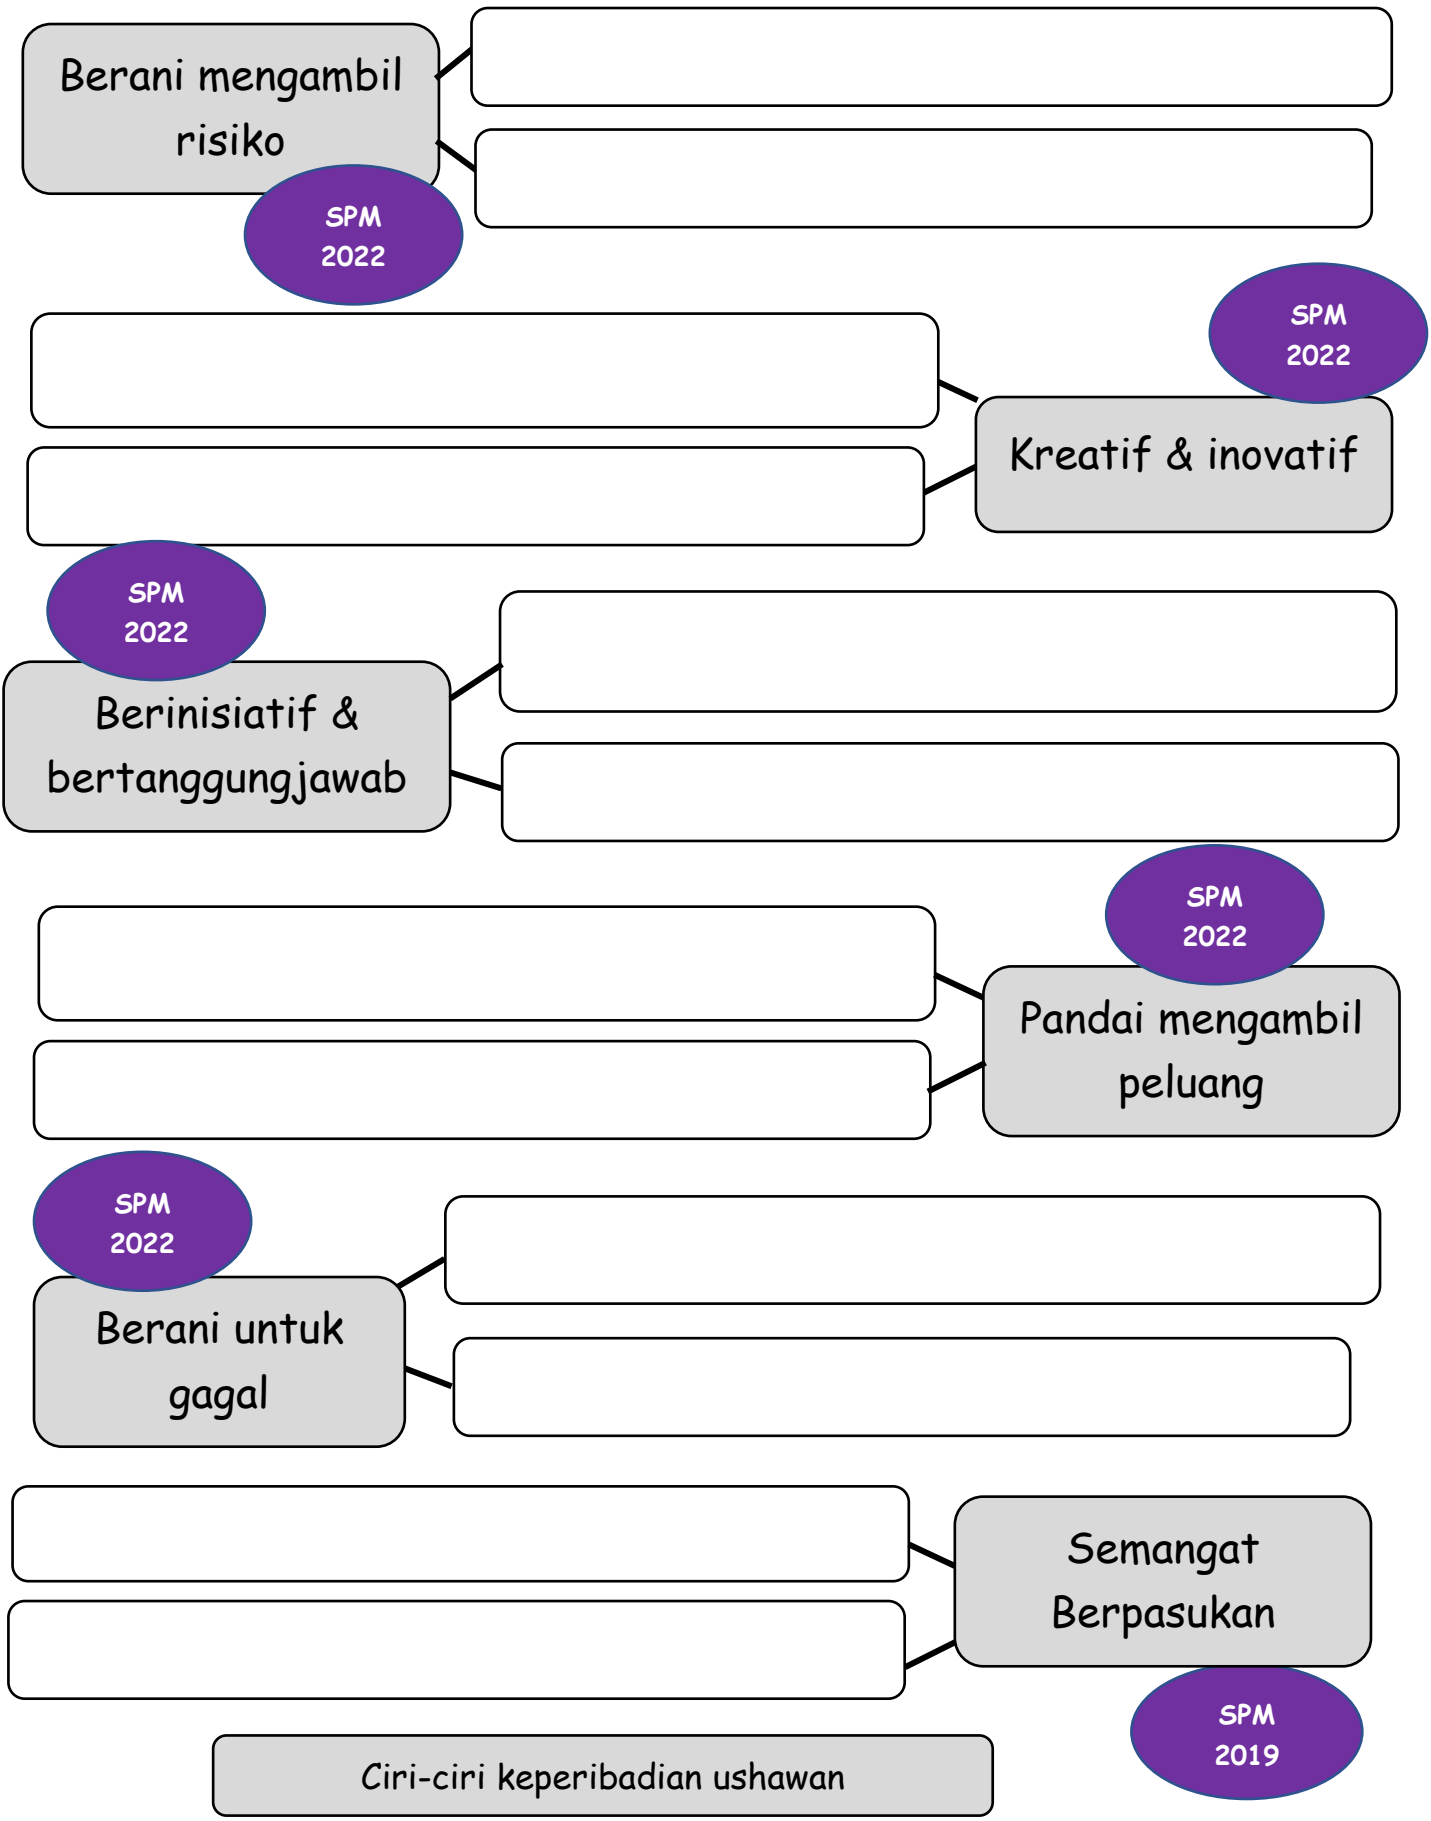 Berani mengambil
risiko
SPM
2022
SPM
2022
Kreatif & inovatif
SPM
2022
Berinisiatif &
bertanggungjawab
SPM
2022
Pandai mengambil
peluang
SPM
2022
Berani untuk
gagal
Semangat
Berpasukan
SPM
2019
Ciri-ciri keperibadian ushawan